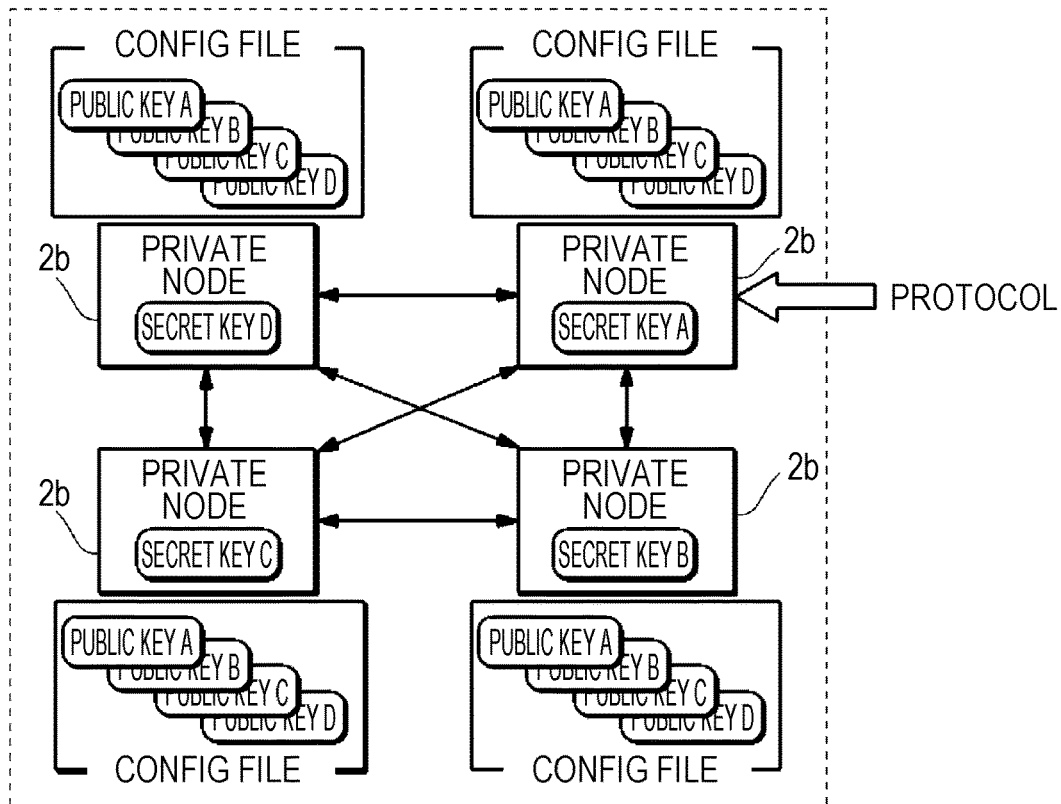 CONFIG FILE
PUBLIC KEY A
PUBLIC KEY B
PUBLIC KEY C
PUBLIC KEY D
CONFIG FILE
PUBLIC KEY A
PUBLIC KEY B
PUBLIC KEY C
PUBLIC KEY D
2b
PRIVATE
NODE
SECRET KEY D
PRIVATE
NODE
SECRET KEY A
2b
PROTOCOL
2b
PRIVATE
NODE
SECRET KEY C
PRIVATE
NODE
SECRET KEY B
2b
PUBLIC KEY A
PUBLIC KEY B
PUBLIC KEY C
PUBLIC KEY D
CONFIG FILE
PUBLIC KEY A
PUBLIC KEY B
PUBLIC KEY C
PUBLIC KEY D
CONFIG FILE